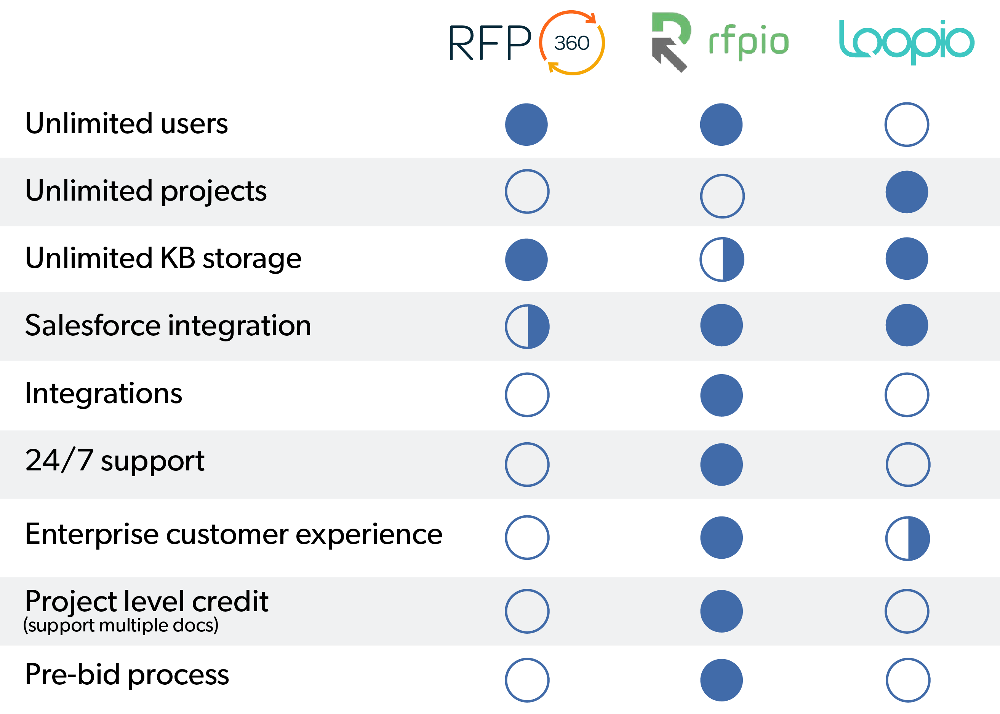 RFP 360 rfpio loopio
Unlimited users
Unlimited projects
Unlimited KB storage
Salesforce integration
Integrations
24/7 support
Enterprise customer experience
Project level credit
(support multiple docs)
Pre-bid process